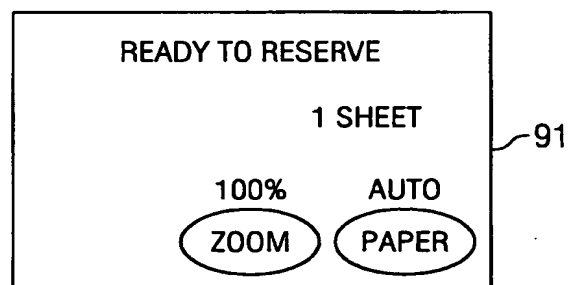 READY TO RESERVE
1 SHEET
91
100% AUTO
ZOOM PAPER